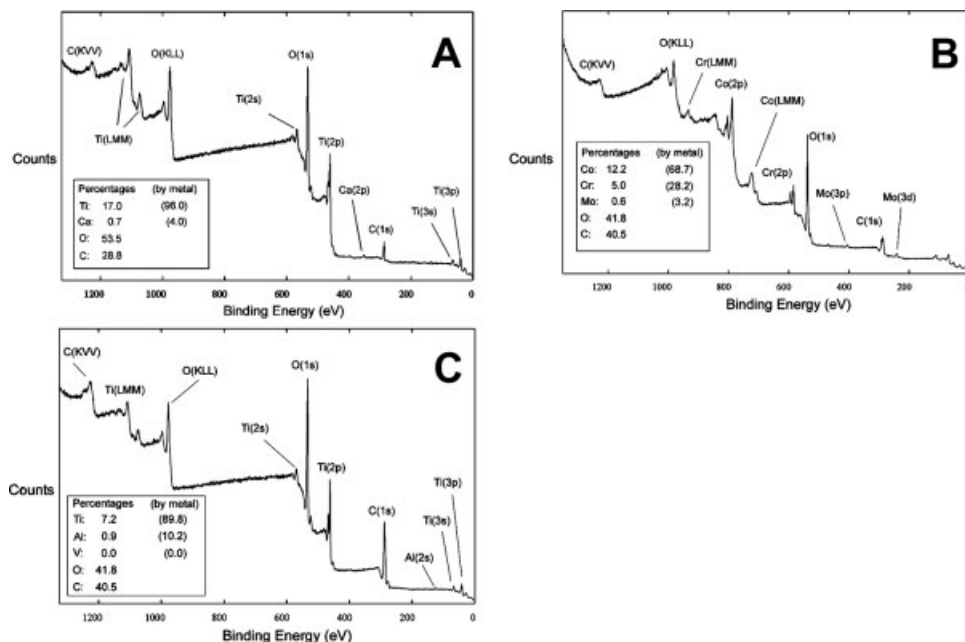 A
C(KVV)
O(KLL)
O(1s)
Ti(LMM)
Ti(2s)
Ti(2p)
Ca(2p)
C(1s)
Ti(3s)
Ti(3p)
Counts
Percentages (by metal)
Ti: 17.0 (96.0)
Ca: 0.7 (4.0)
O: 53.5
C: 28.8
1200 1000 800 600 400 200 0
Binding Energy (eV)
B
C(KVV)
O(KLL)
Cr(LMM)
Co(2p)
Co(LMM)
O(1s)
Cr(2p)
Mo(3p)
C(1s)
Mo(3d)
Counts
Percentages (by metal)
Co: 12.2 (68.7)
Cr: 5.0 (28.2)
Mo: 0.6 (3.2)
O: 41.8
C: 40.5
1200 1000 800 600 400 200 0
Binding Energy (eV)
C
C(KVV)
Ti(LMM)
O(KLL)
O(1s)
Ti(2s)
Ti(2p)
C(1s)
Al(2s)
Ti(3s)
Ti(3p)
Counts
Percentages (by metal)
Ti: 7.2 (89.8)
Al: 0.9 (10.2)
V: 0.0 (0.0)
O: 41.8
C: 40.5
1200 1000 800 600 400 200 0
Binding Energy (eV)